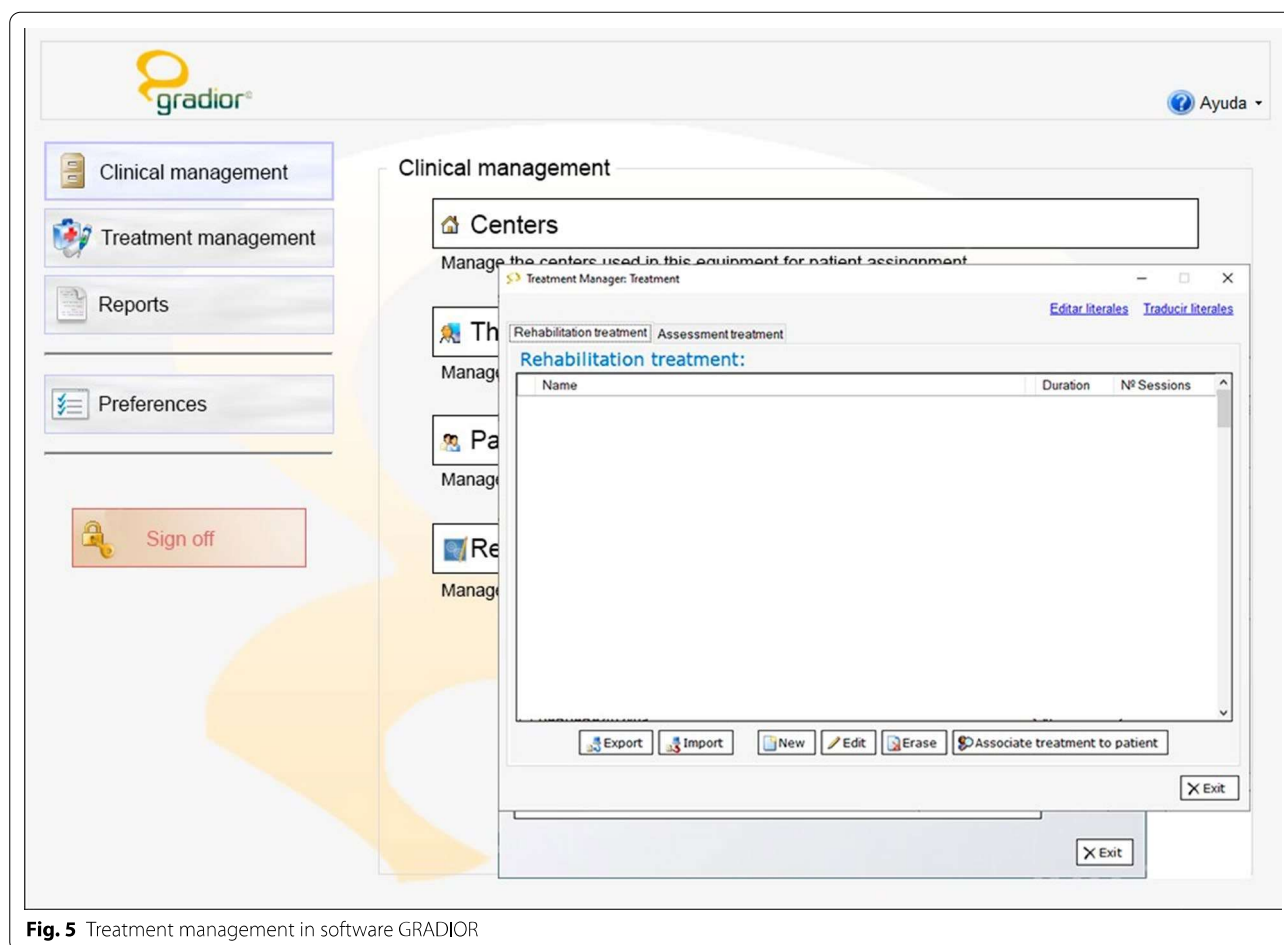 gradior®
Ayuda
Clinical management
Treatment management
Reports
Preferences
Sign off
Clinical management
Centers
Manage the centers used in this equipment for patient assingnment
Th
Manage
Pa
Manage
Re
Manage
Treatment Manager: Treatment
Editar literales Traducir literales
Rehabilitation treatment Assessment treatment
Rehabilitation treatment:
Name Duration Nº Sessions
Export Import New Edit Erase Associate treatment to patient
Exit
Exit
Fig. 5 Treatment management in software GRADIOR